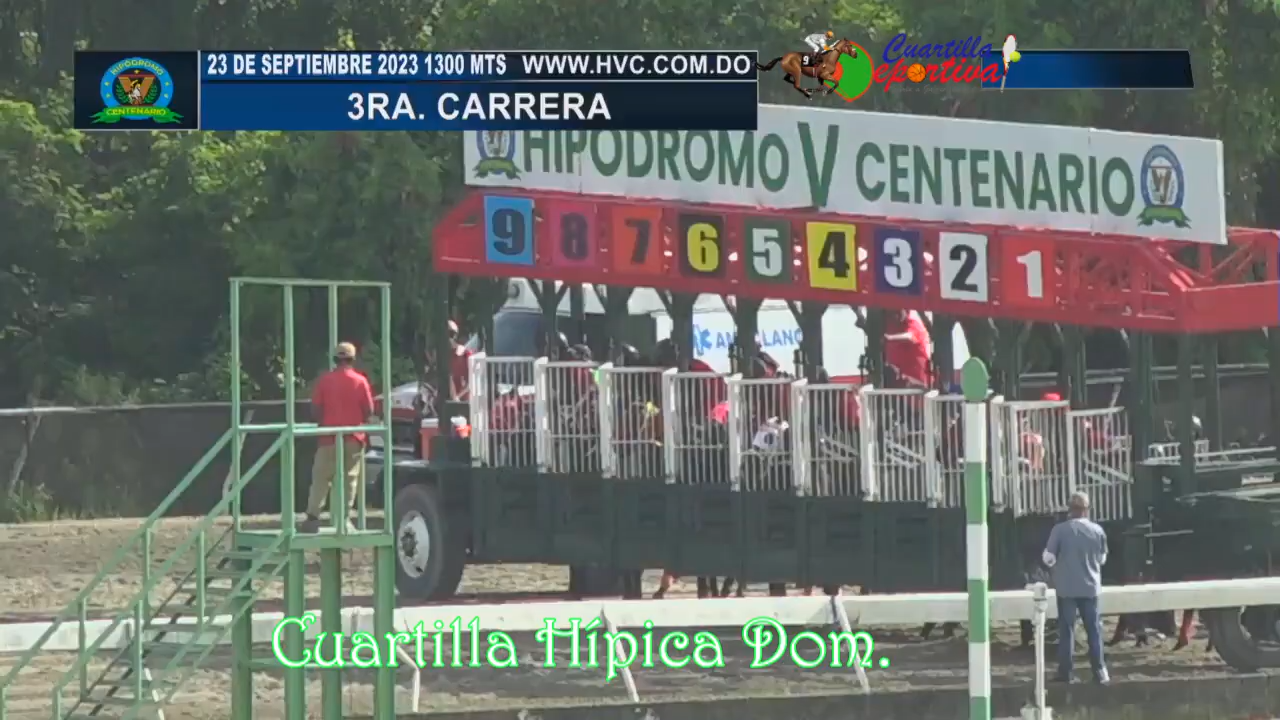 23 DE SEPTIEMBRE 2023 1300 MTS WWW.HVC.COM.DO
3RA. CARRERA
HIPODROMO
CENTENARIO
Cuartilla
Deportiva!
HIPODROMO V CENTENARIO
9 8 7 6 5 4 3 2 1
AMBULANC
Cuartilla Hípica Dom.